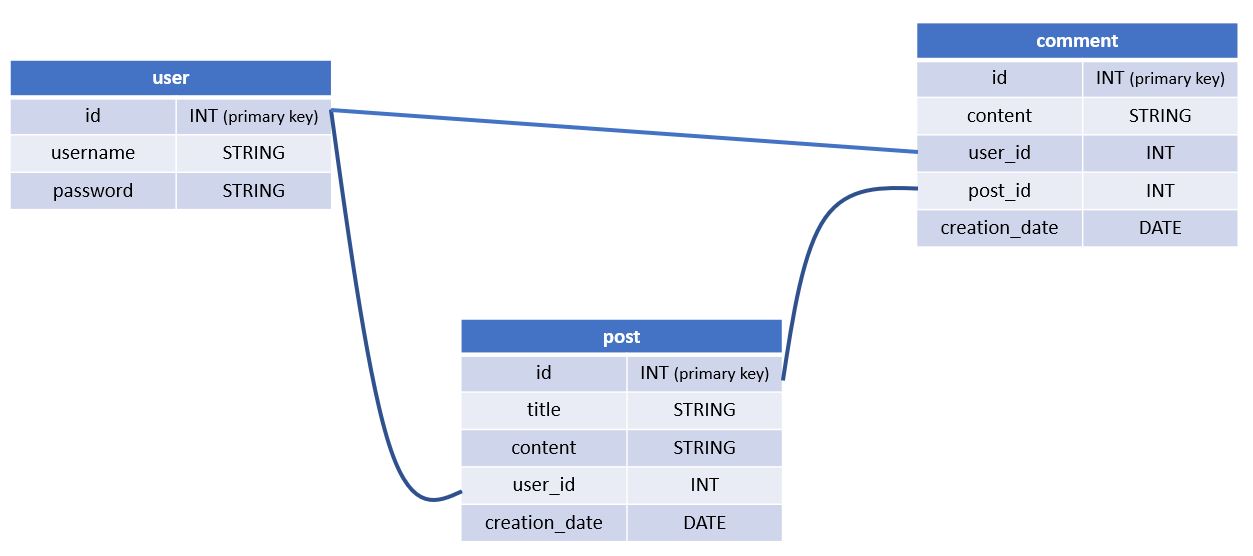 user
id INT (primary key)
username STRING
password STRING
comment
id INT (primary key)
content STRING
user_id INT
post_id INT
creation_date DATE
post
id INT (primary key)
title STRING
content STRING
user_id INT
creation_date DATE